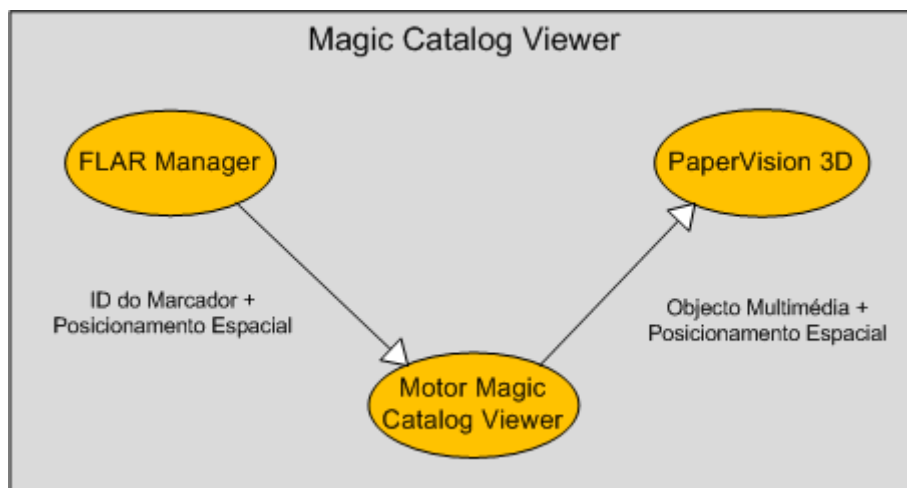 Magic Catalog Viewer
FLAR Manager
PaperVision 3D
ID do Marcador +
Posicionamento Espacial
Objecto Multimédia +
Posicionamento Espacial
Motor Magic
Catalog Viewer